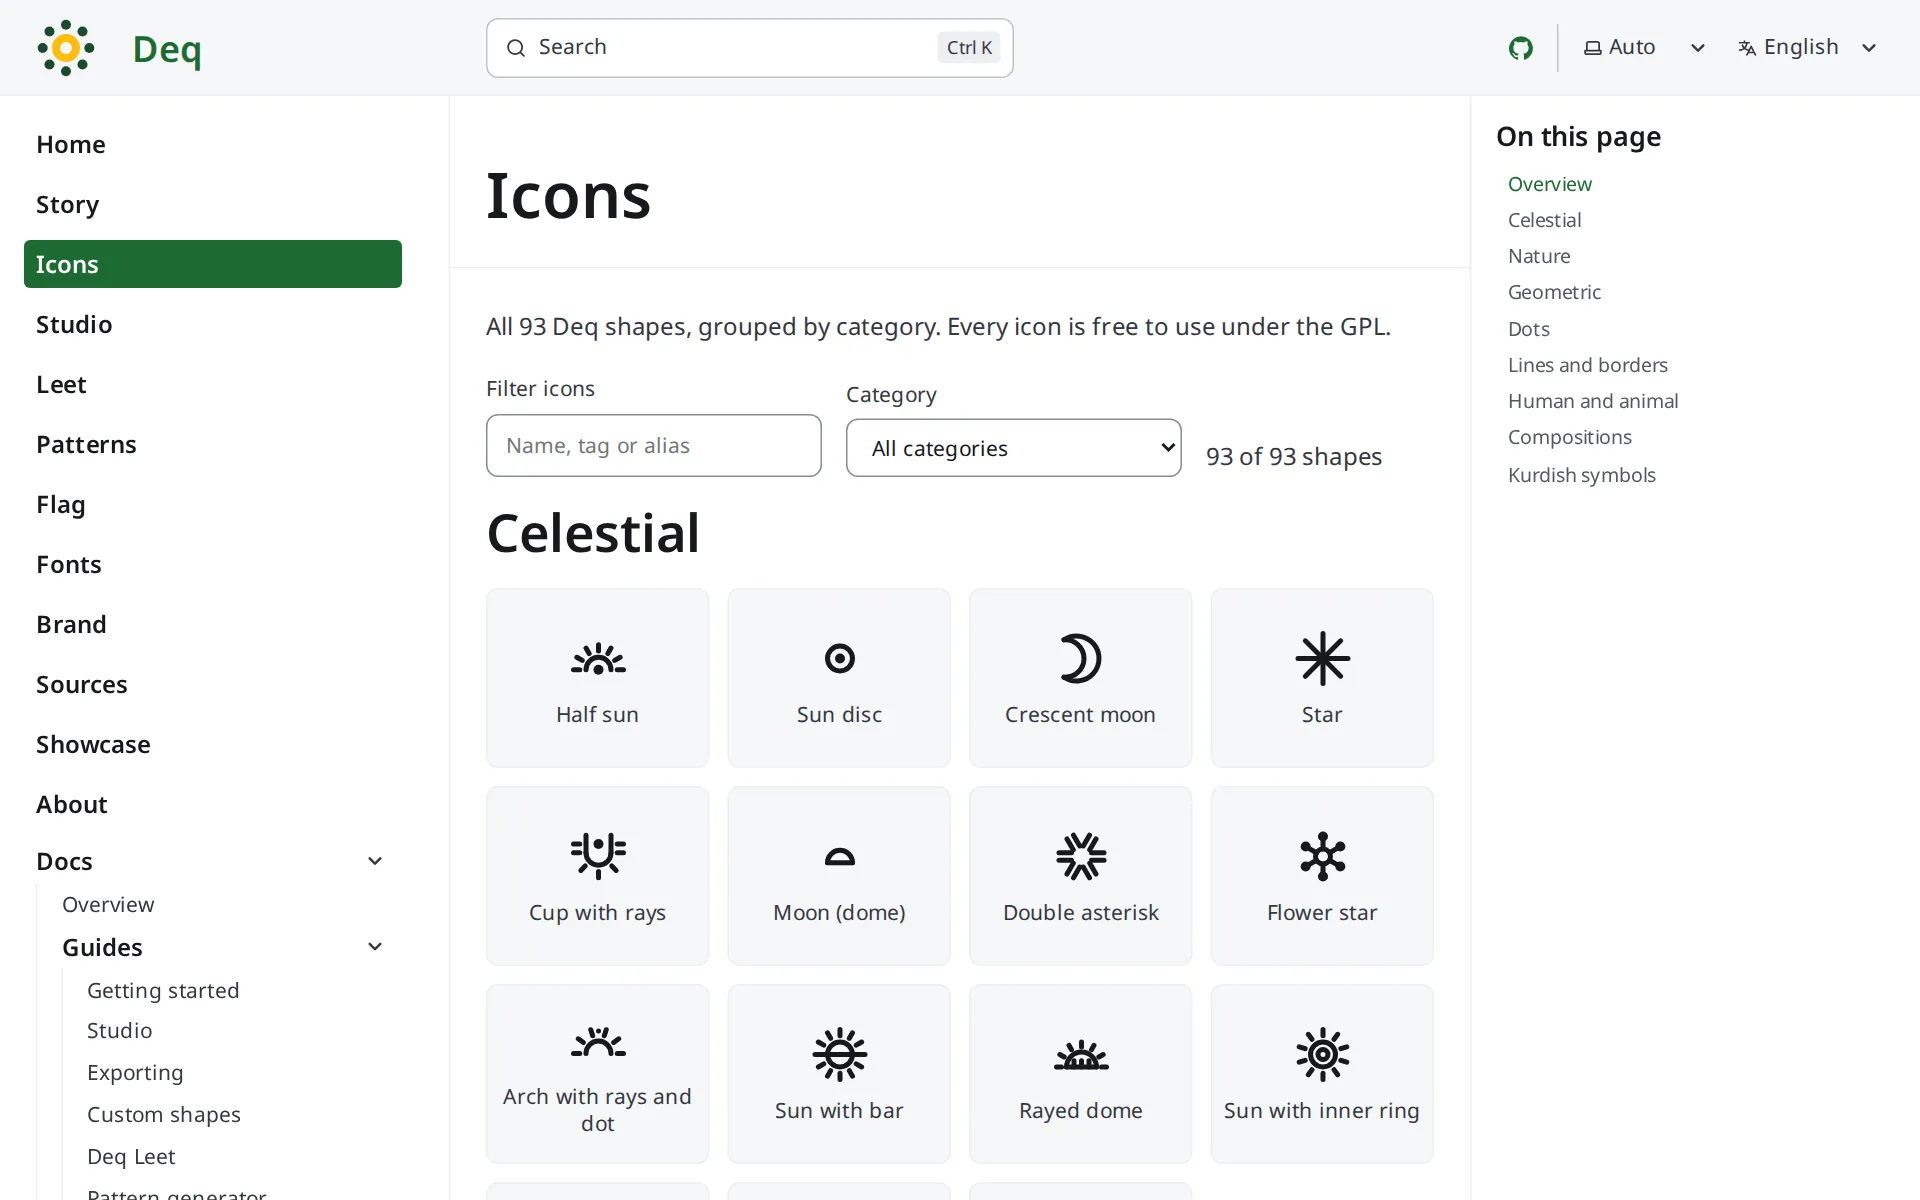 Deq
Search
Ctrl K
Auto
English
Home
Story
Icons
Studio
Leet
Patterns
Flag
Fonts
Brand
Sources
Showcase
About
Docs
Overview
Guides
Getting started
Studio
Exporting
Custom shapes
Deq Leet
Pattern generator
Icons
All 93 Deq shapes, grouped by category. Every icon is free to use under the GPL.
Filter icons
Name, tag or alias
Category
All categories
93 of 93 shapes
Celestial
Half sun
Sun disc
Crescent moon
Star
Cup with rays
Moon (dome)
Double asterisk
Flower star
Arch with rays and
dot
Sun with bar
Rayed dome
Sun with inner ring
On this page
Overview
Celestial
Nature
Geometric
Dots
Lines and borders
Human and animal
Compositions
Kurdish symbols